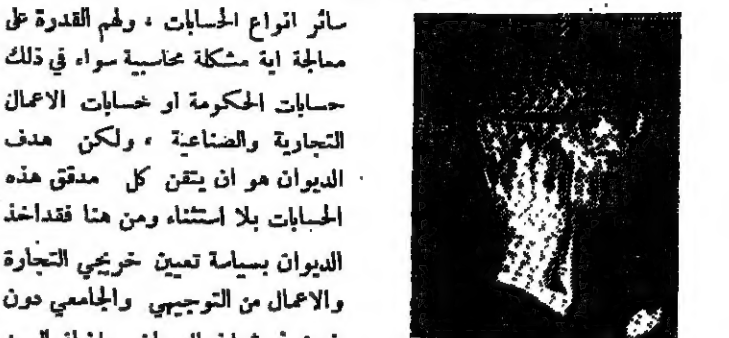 سائر انواع الحسابات ، ولهم القدرة على
معالجة اية مشكلة محاسبية سواء في ذلك
حسابات الحكومة او حسابات الاعمال
التجارية والصناعية ، ولكن هدف
الديوان هو ان يتقن كل مدقق هذه
الحسابات بلا استثناء ومن هنا فقداخذ
الديوان بسياسة تعيين خريجي التجارة
والاعمال من التوجيهي والجامعي دون